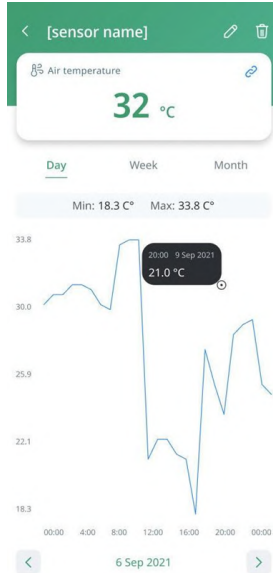 [sensor name]
Air temperature
32 °C
Day Week Month
Min: 18.3 C° Max: 33.8 C°
33.8
20:00 9 Sep 2021
21.0 °C
30.0
25.9
22.1
18.3
00:00 4:00 8:00 12:00 16:00 20:00 00:00
6 Sep 2021